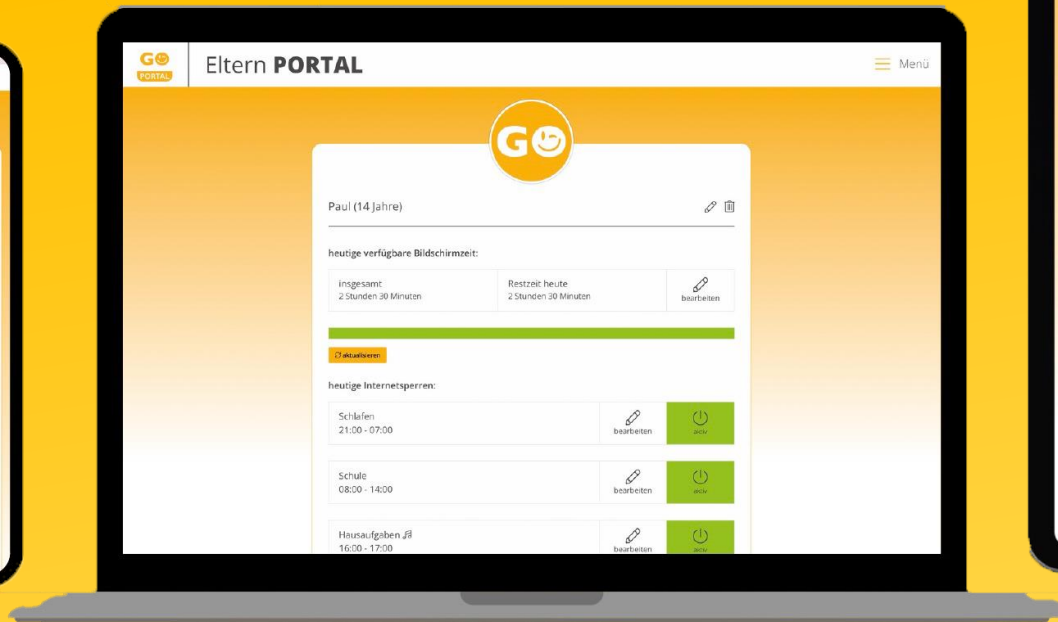 GO
PORTAL
Eltern PORTAL
Menü
GO
Paul (14 Jahre)
heutige verfügbare Bildschirmzeit:
insgesamt
2 Stunden 30 Minuten
Restzeit heute
2 Stunden 30 Minuten
bearbeiten
aktualisieren
heutige Internetsperren:
Schlafen
21:00 - 07:00
bearbeiten
aktiv
Schule
08:00 - 14:00
bearbeiten
aktiv
Hausaufgaben
16:00 - 17:00
bearbeiten
aktiv